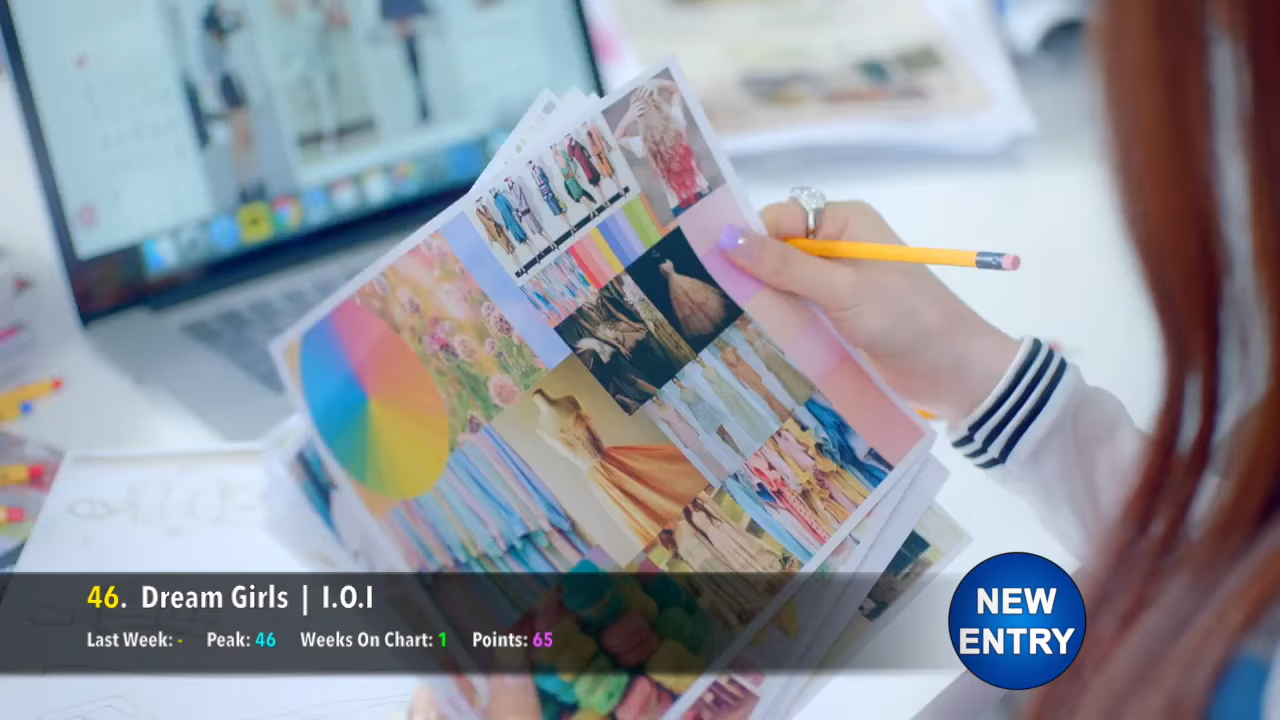 46. Dream Girls | I.O.I
Last Week: - Peak: 46 Weeks On Chart: 1 Points: 65
NEW
ENTRY